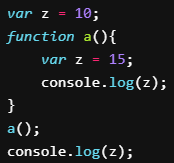 var z = 10;
function a(){
    var z = 15;
    console.log(z);
}
a();
console.log(z);